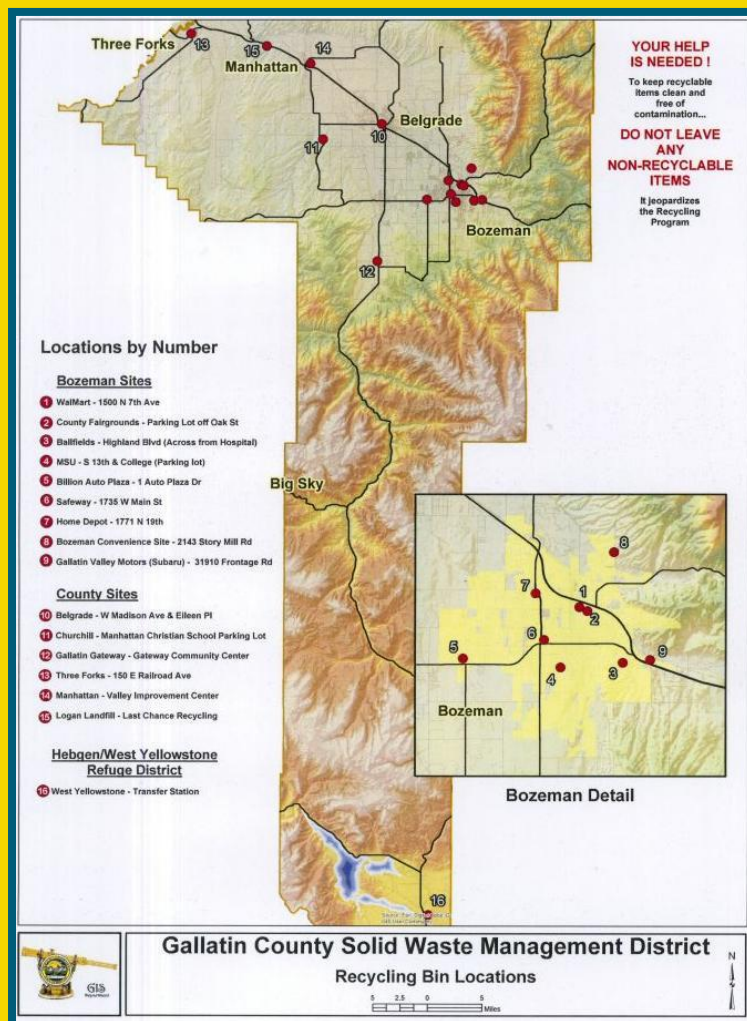 Three Forks
13
15
14
Manhattan
Belgrade
10
11
Bozeman
12
YOUR HELP
IS NEEDED !
To keep recyclable
items clean and
free of
contamination...
DO NOT LEAVE
ANY
NON-RECYCLABLE
ITEMS
It jeopardizes
the Recycling
Program
Locations by Number
Bozeman Sites
1 WalMart - 1500 N 7th Ave
2 County Fairgrounds - Parking Lot off Oak St
3 Ballfields - Highland Blvd (Across from Hospital)
4 MSU - S 13th & College (Parking lot)
5 Billion Auto Plaza - 1 Auto Plaza Dr
6 Safeway - 1735 W Main St
7 Home Depot - 1771 N 19th
8 Bozeman Convenience Site - 2143 Story Mill Rd
9 Gallatin Valley Motors (Subaru) - 31910 Frontage Rd
County Sites
10 Belgrade - W Madison Ave & Eileen Pl
11 Churchill - Manhattan Christian School Parking Lot
12 Gallatin Gateway - Gateway Community Center
13 Three Forks - 150 E Railroad Ave
14 Manhattan - Valley Improvement Center
15 Logan Landfill - Last Chance Recycling
Hebgen/West Yellowstone
Refuge District
16 West Yellowstone - Transfer Station
Big Sky
8
7
1
2
6
5
4
3
9
Bozeman
Bozeman Detail
16
GIS
Department
Gallatin County Solid Waste Management District
Recycling Bin Locations
5 2.5 0 5
Miles
N